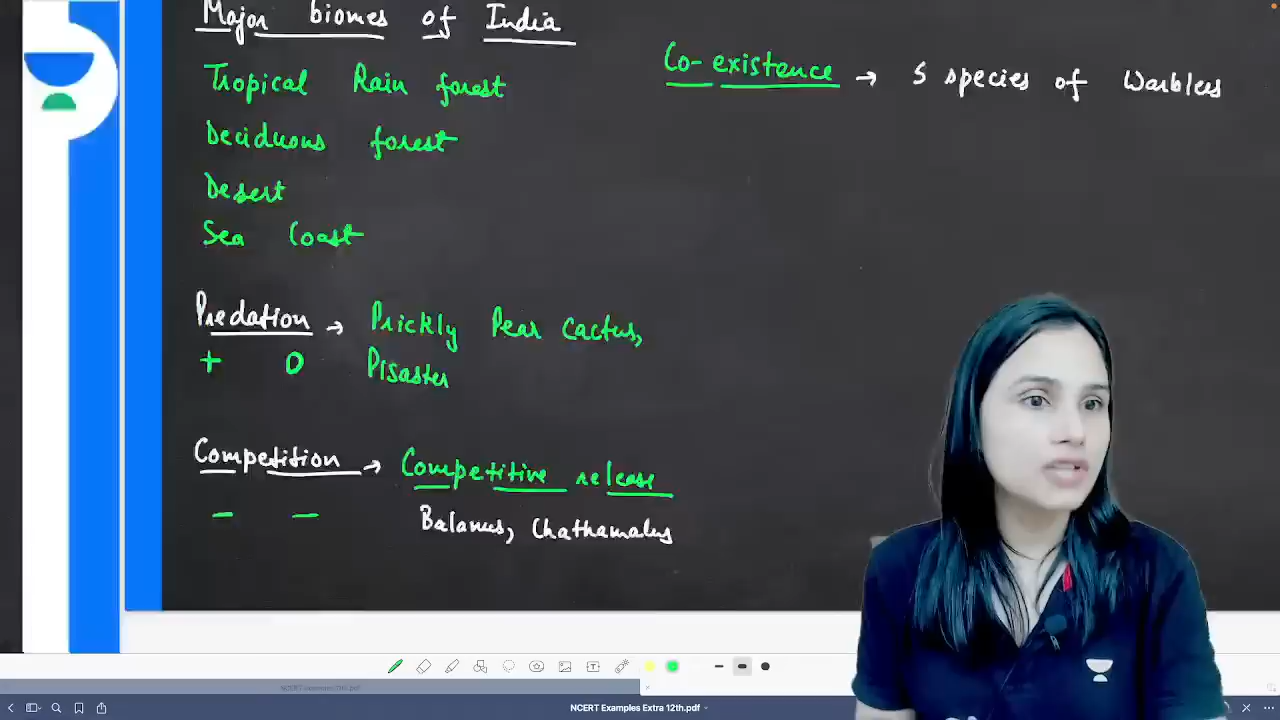 Major biomes of India
Tropical Rain forest
Deciduous forest
Desert
Sea Coast
Predation → Prickly Pear cactus,
+ 0 Pisaster
Competition → Competitive release
– – Balanus, Chathamalus
Co-existence → 5 species of Warblers
NCERT Examples Extra 12th.pdf